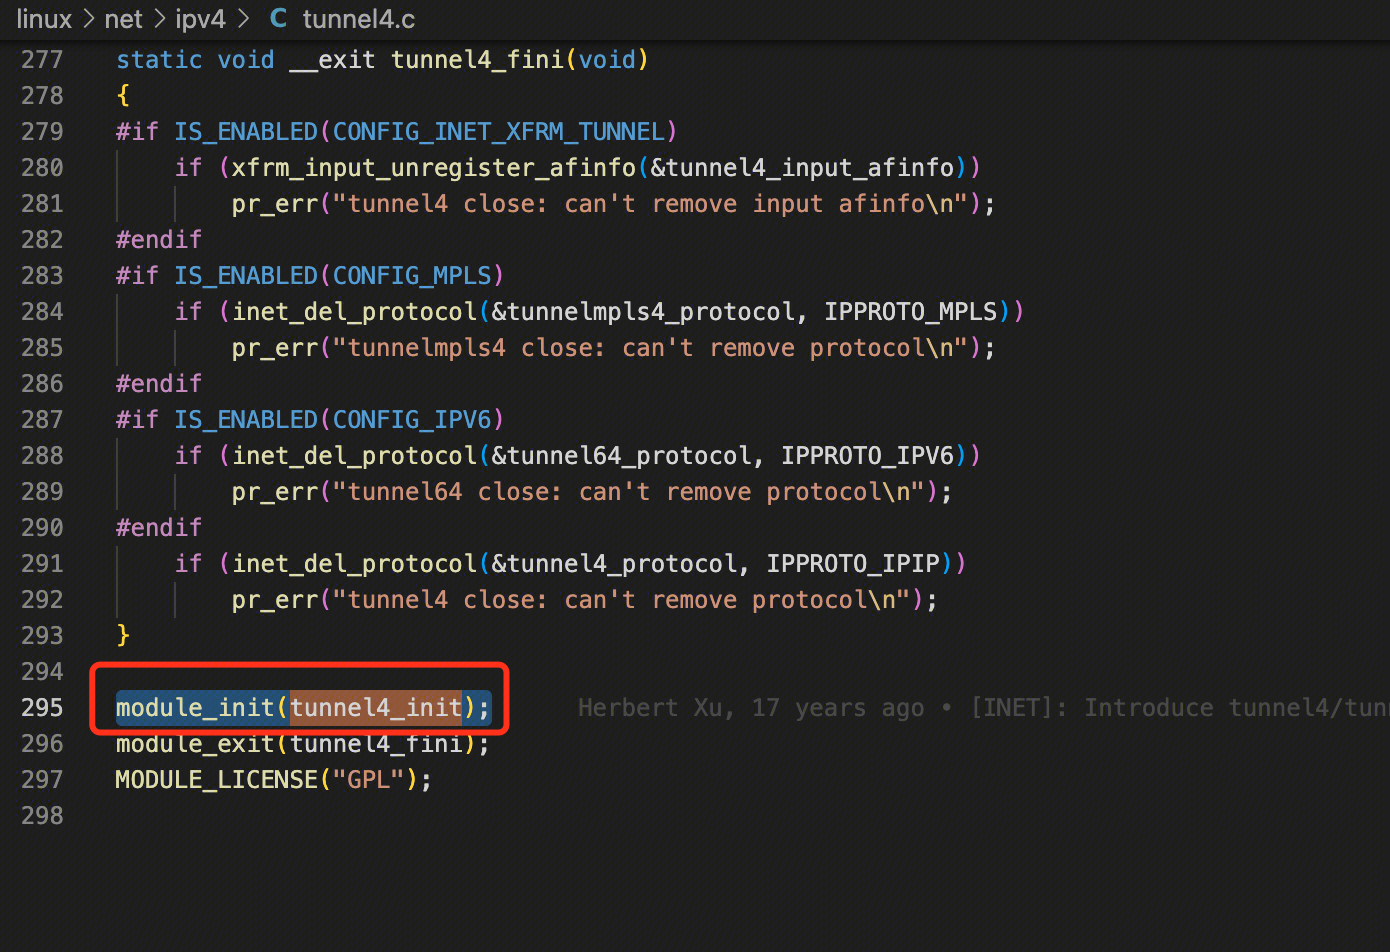 linux > net > ipv4 > C tunnel4.c
277 static void __exit tunnel4_fini(void)
278 {
279 #if IS_ENABLED(CONFIG_INET_XFRM_TUNNEL)
280 if (xfrm_input_unregister_afinfo(&tunnel4_input_afinfo))
281 pr_err("tunnel4 close: can't remove input afinfo\n");
282 #endif
283 #if IS_ENABLED(CONFIG_MPLS)
284 if (inet_del_protocol(&tunnelmpls4_protocol, IPPROTO_MPLS))
285 pr_err("tunnelmpls4 close: can't remove protocol\n");
286 #endif
287 #if IS_ENABLED(CONFIG_IPV6)
288 if (inet_del_protocol(&tunnel64_protocol, IPPROTO_IPV6))
289 pr_err("tunnel64 close: can't remove protocol\n");
290 #endif
291 if (inet_del_protocol(&tunnel4_protocol, IPPROTO_IPIP))
292 pr_err("tunnel4 close: can't remove protocol\n");
293 }
294
295 module_init(tunnel4_init); Herbert Xu, 17 years ago • [INET]: Introduce tunnel4/tun
296 module_exit(tunnel4_fini);
297 MODULE_LICENSE("GPL");
298